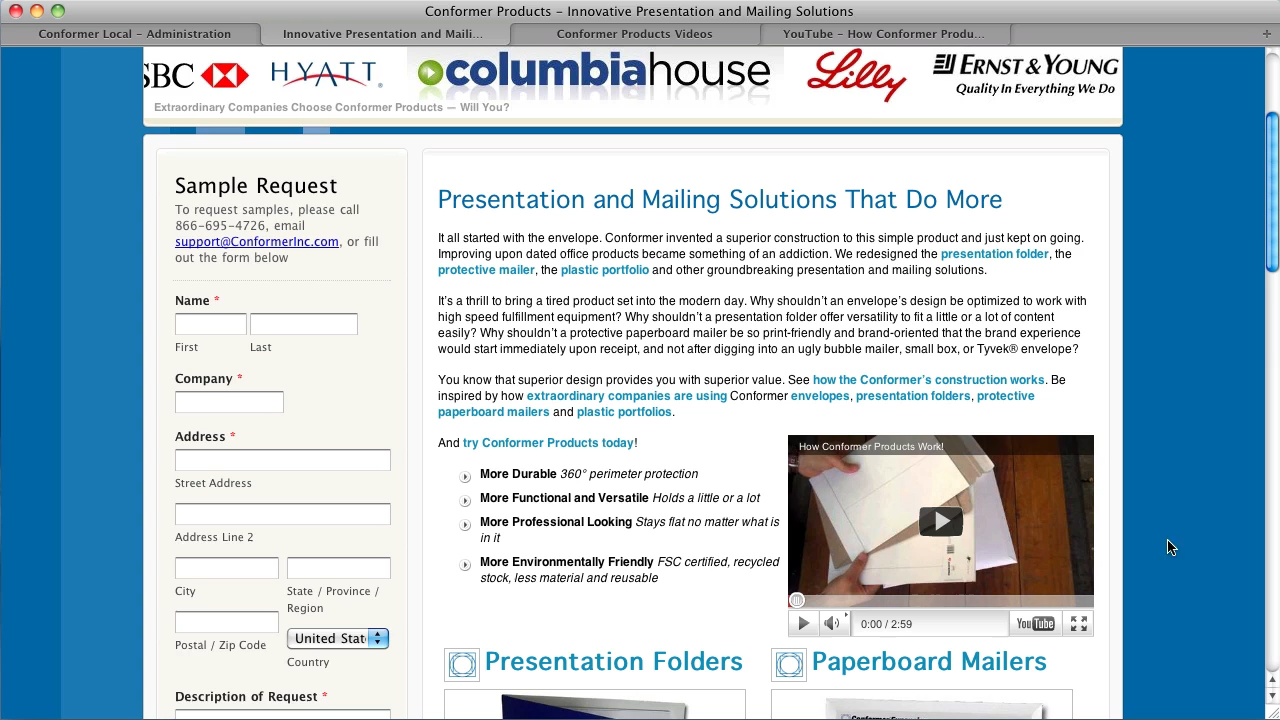 Conformer Products – Innovative Presentation and Mailing Solutions
Conformer Local – Administration
Innovative Presentation and Maili...
Conformer Products Videos
YouTube – How Conformer Produ...
SBC
HYATT
columbiahouse
Lilly
ERNST & YOUNG
Quality In Everything We Do
Extraordinary Companies Choose Conformer Products — Will You?
Sample Request
To request samples, please call
866-695-4726, email
support@ConformerInc.com, or fill
out the form below
Name *
First
Last
Company *
Address *
Street Address
Address Line 2
City
State / Province /
Region
Postal / Zip Code
United Stat
Country
Description of Request *
Presentation and Mailing Solutions That Do More
It all started with the envelope. Conformer invented a superior construction to this simple product and just kept on going.
Improving upon dated office products became something of an addiction. We redesigned the presentation folder, the
protective mailer, the plastic portfolio and other groundbreaking presentation and mailing solutions.
It's a thrill to bring a tired product set into the modern day. Why shouldn't an envelope's design be optimized to work with
high speed fulfillment equipment? Why shouldn't a presentation folder offer versatility to fit a little or a lot of content
easily? Why shouldn't a protective paperboard mailer be so print-friendly and brand-oriented that the brand experience
would start immediately upon receipt, and not after digging into an ugly bubble mailer, small box, or Tyvek® envelope?
You know that superior design provides you with superior value. See how the Conformer's construction works. Be
inspired by how extraordinary companies are using Conformer envelopes, presentation folders, protective
paperboard mailers and plastic portfolios.
And try Conformer Products today!
More Durable 360° perimeter protection
More Functional and Versatile Holds a little or a lot
More Professional Looking Stays flat no matter what is
in it
More Environmentally Friendly FSC certified, recycled
stock, less material and reusable
How Conformer Products Work!
0:00 / 2:59
YouTube
Presentation Folders
Paperboard Mailers